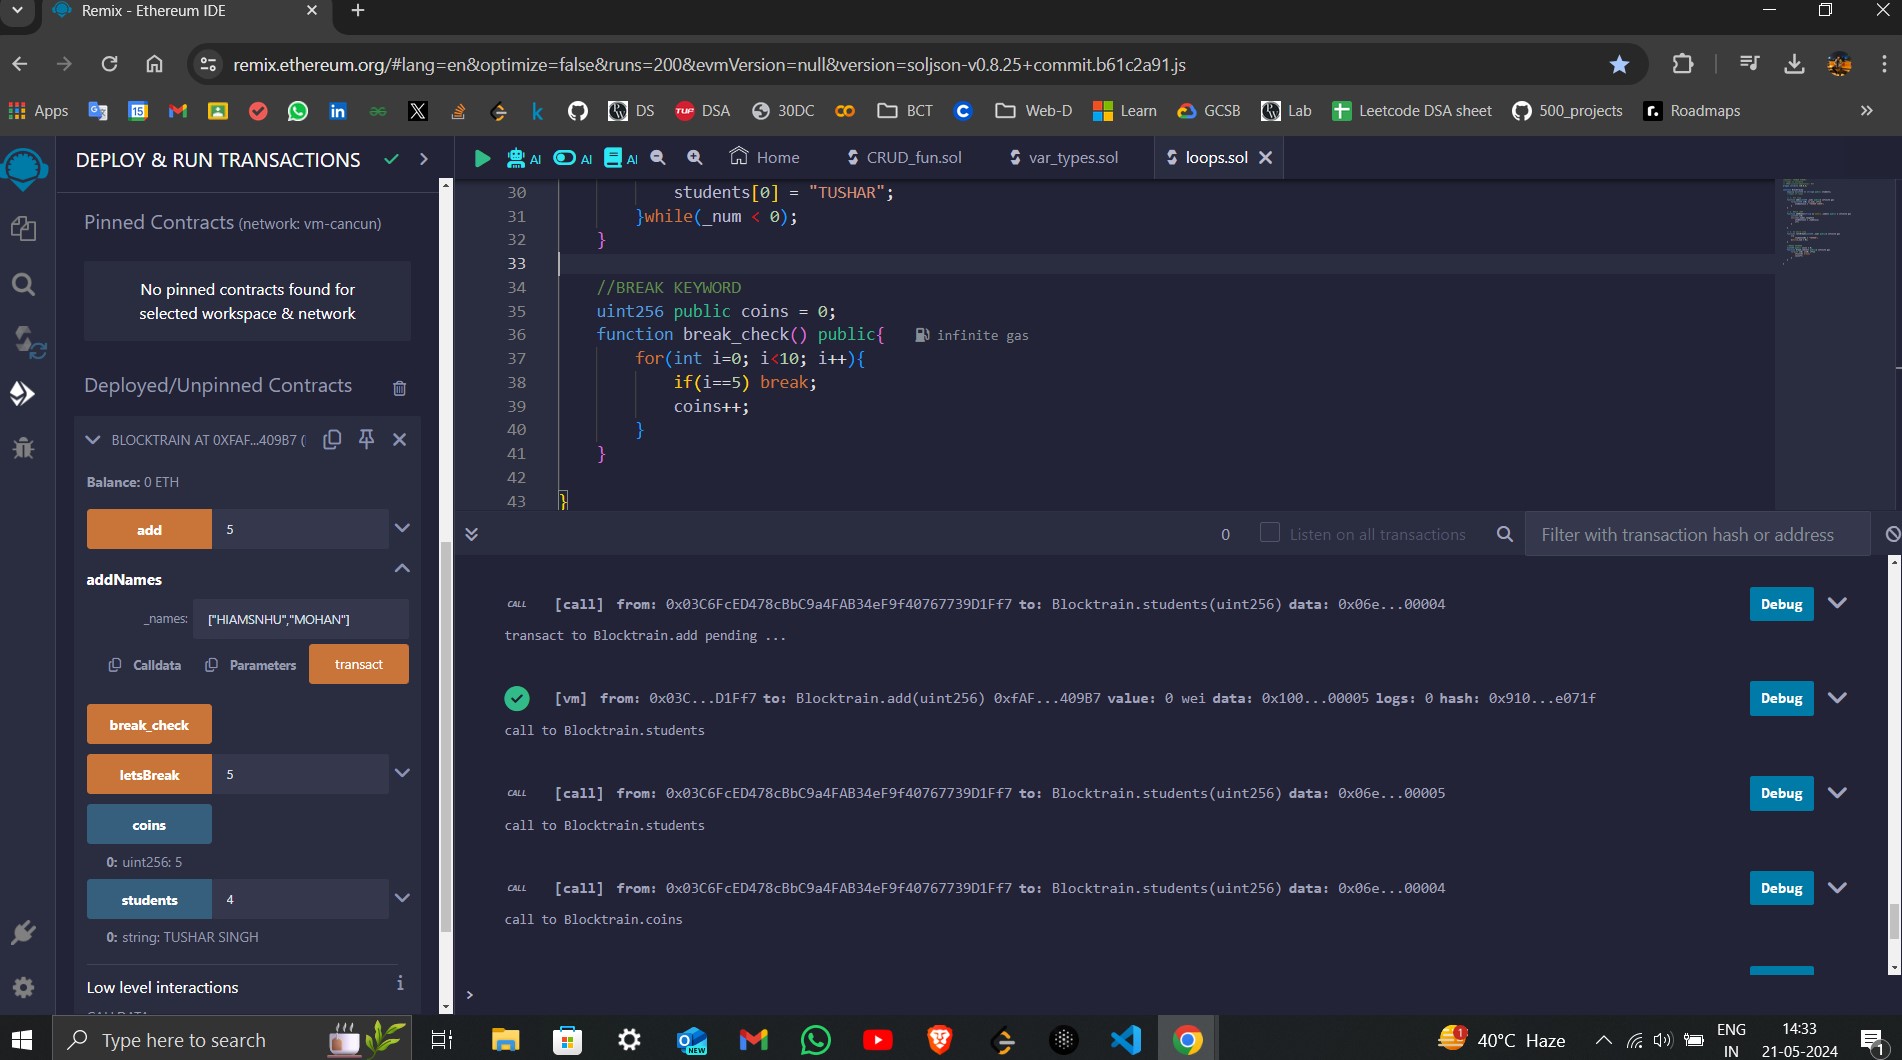 Remix - Ethereum IDE
remix.ethereum.org/#lang=en&optimize=false&runs=200&evmVersion=null&version=soljson-v0.8.25+commit.b61c2a91.js
Apps DS DSA 30DC BCT Web-D Learn GCSB Lab Leetcode DSA sheet 500_projects Roadmaps
DEPLOY & RUN TRANSACTIONS
Pinned Contracts (network: vm-cancun)
No pinned contracts found for
selected workspace & network
Deployed/Unpinned Contracts
BLOCKTRAIN AT 0XFAF...409B7 (
Balance: 0 ETH
add 5
addNames
_names: ["HIAMSNHU","MOHAN"]
Calldata Parameters transact
break_check
letsBreak 5
coins
0: uint256: 5
students 4
0: string: TUSHAR SINGH
Low level interactions i
AI AI AI Home CRUD_fun.sol var_types.sol loops.sol
30 students[0] = "TUSHAR";
31 }while(_num < 0);
32 }
33
34 //BREAK KEYWORD
35 uint256 public coins = 0;
36 function break_check() public{ infinite gas
37 for(int i=0; i<10; i++){
38 if(i==5) break;
39 coins++;
40 }
41 }
42
43 }
0 Listen on all transactions Filter with transaction hash or address
CALL [call] from: 0x03C6FcED478cBbC9a4FAB34eF9f40767739D1Ff7 to: Blocktrain.students(uint256) data: 0x06e...00004 Debug
transact to Blocktrain.add pending ...
[vm] from: 0x03C...D1Ff7 to: Blocktrain.add(uint256) 0xfAF...409B7 value: 0 wei data: 0x100...00005 logs: 0 hash: 0x910...e071f Debug
call to Blocktrain.students
CALL [call] from: 0x03C6FcED478cBbC9a4FAB34eF9f40767739D1Ff7 to: Blocktrain.students(uint256) data: 0x06e...00005 Debug
call to Blocktrain.students
CALL [call] from: 0x03C6FcED478cBbC9a4FAB34eF9f40767739D1Ff7 to: Blocktrain.students(uint256) data: 0x06e...00004 Debug
call to Blocktrain.coins
>
Type here to search
40°C Haze
ENG
IN
14:33
21-05-2024